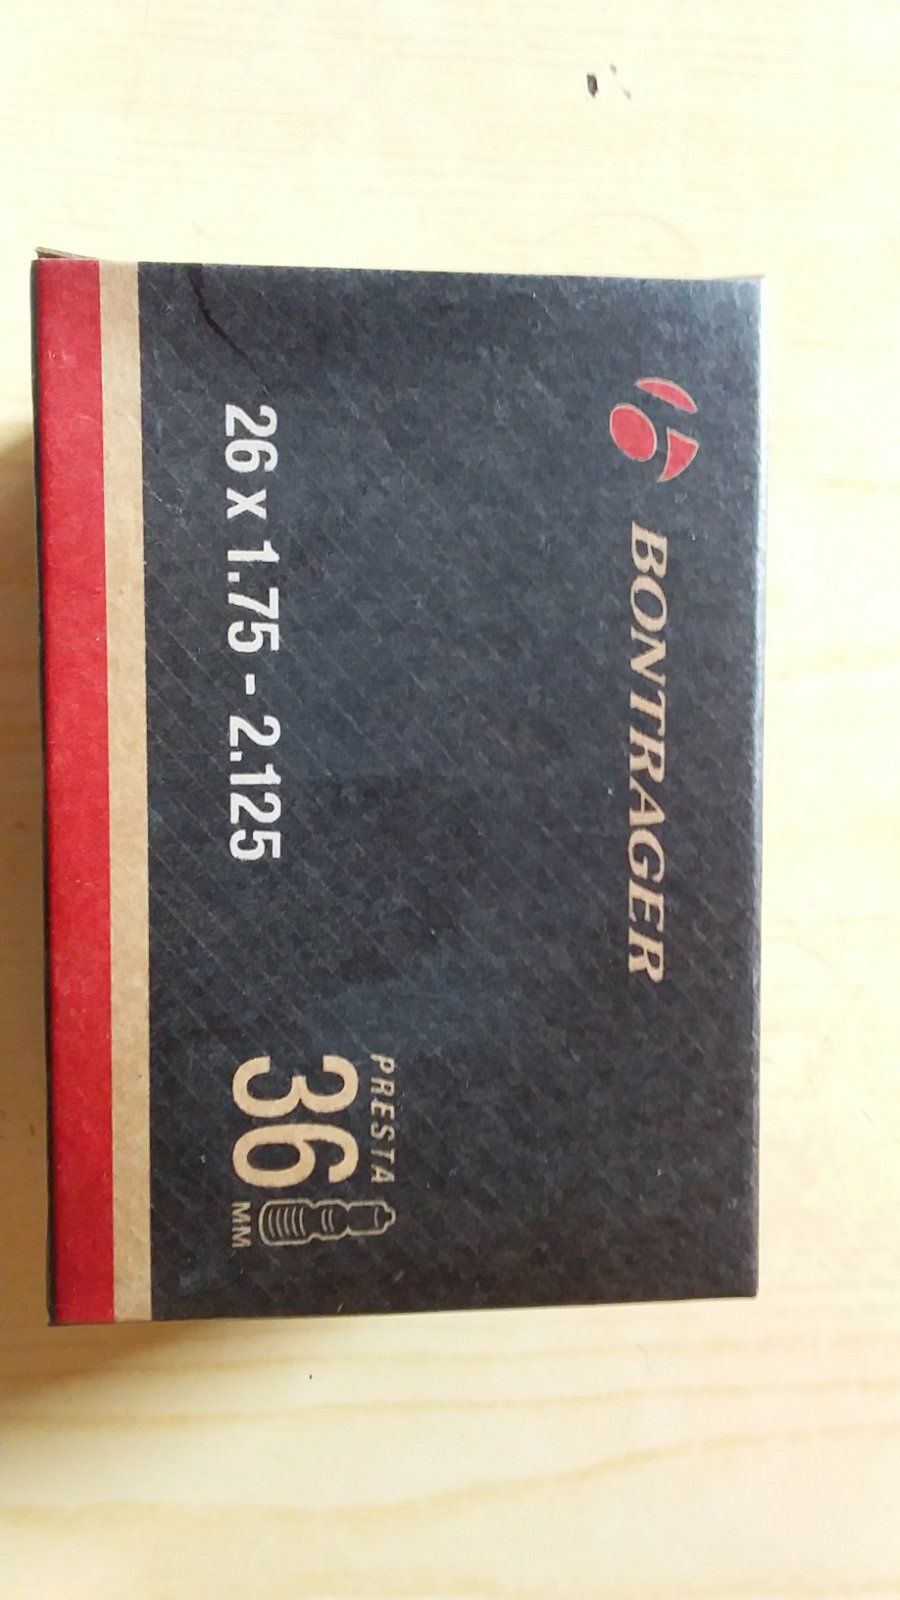 BONTRAGER
26 x 1.75 - 2.125
PRESTA
36 MM